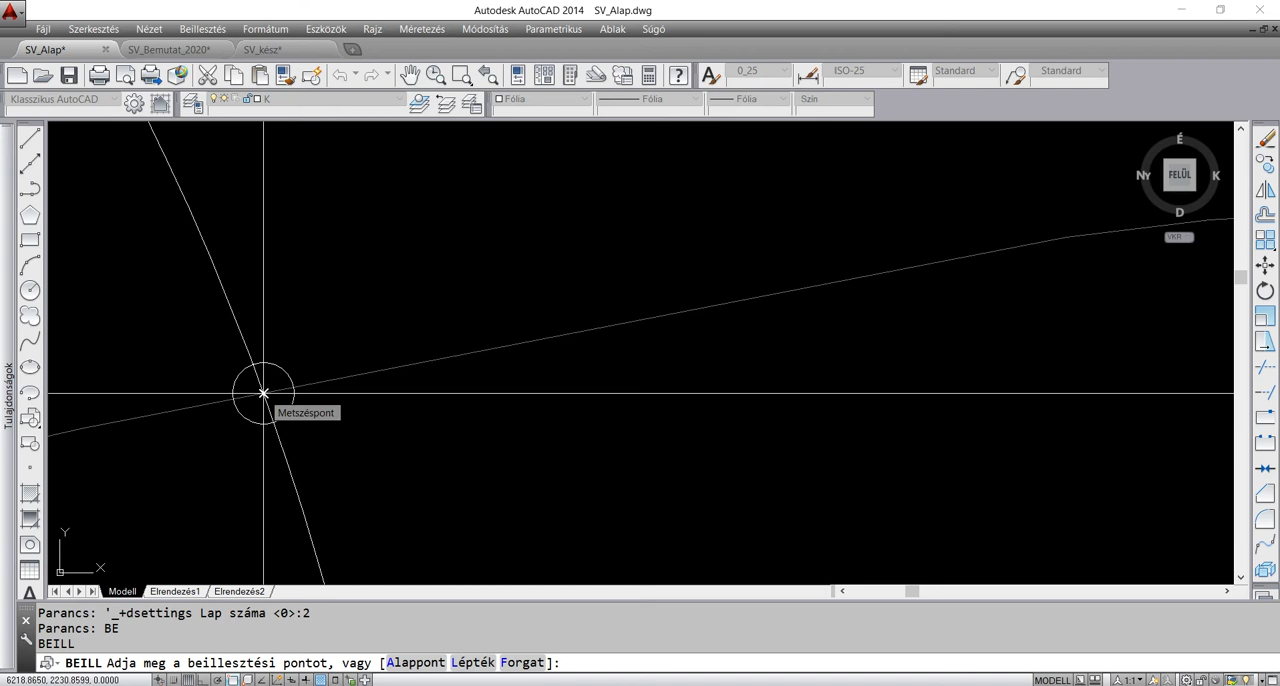 Autodesk AutoCAD 2014 SV_Alap.dwg
Fájl Szerkesztés Nézet Beillesztés Formátum Eszközök Rajz Méretezés Módosítás Parametrikus Ablak Súgó
SV_Alap* SV_Bemutat_2020* SV_kész*
0_25 ISO-25 Standard Standard
Klasszikus AutoCAD K Fólia Fólia Fólia Szín
É
Ny FELÜL K
D
VKR
Tulajdonságok
Metszéspont
Y
X
Modell Elrendezés1 Elrendezés2
Parancs: '_+dsettings Lap száma <0>:2
Parancs: BE
BEILL
BEILL Adja meg a beillesztési pontot, vagy [Alappont Lépték Forgat]:
6218.8650, 2230.8599, 0.0000 MODELL 1:1